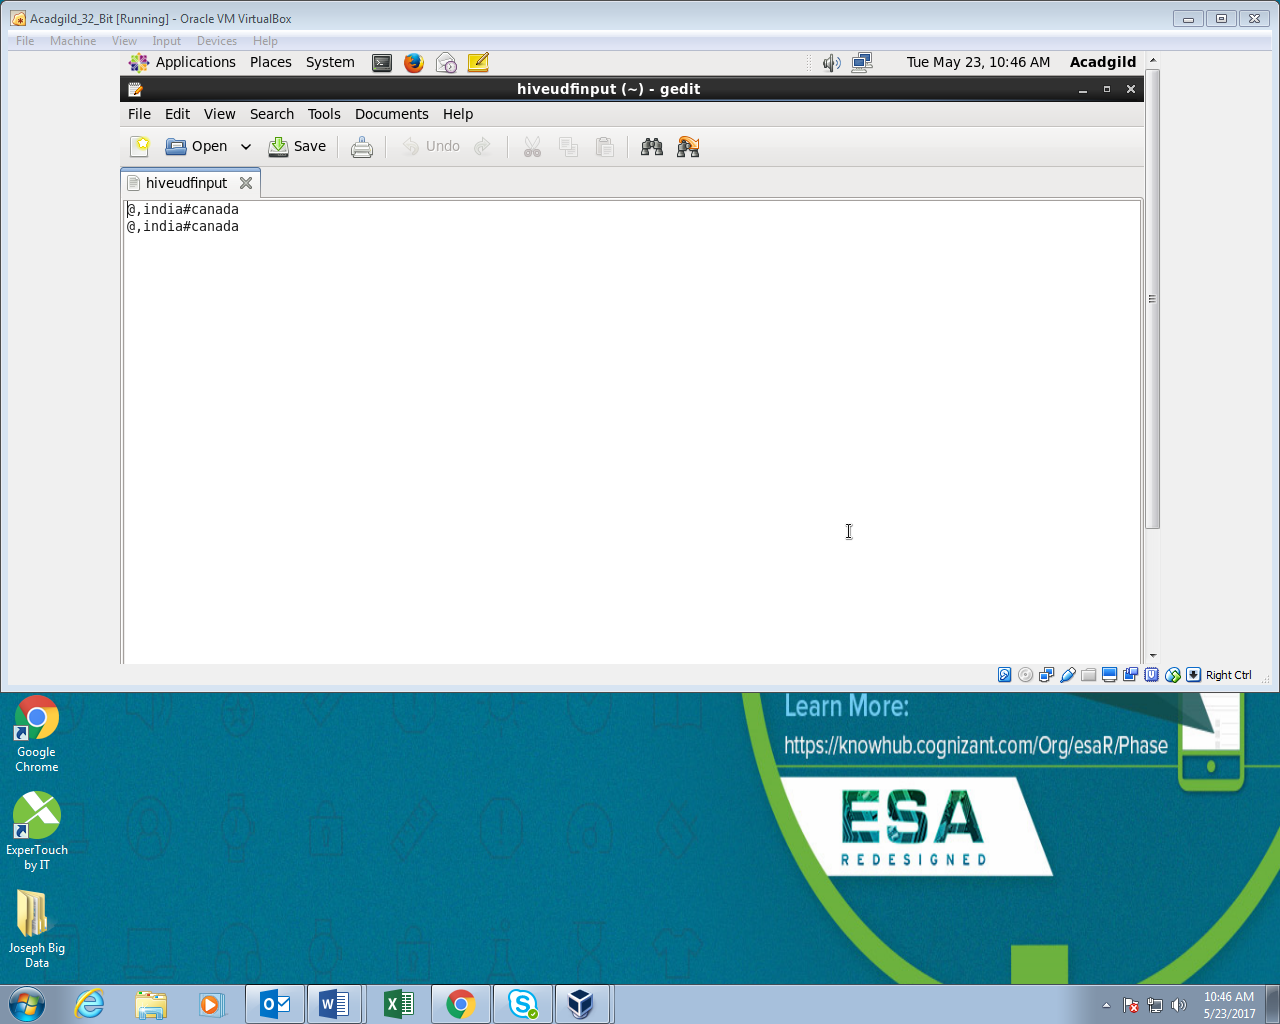 Acadgild_32_Bit [Running] - Oracle VM VirtualBox
File Machine View Input Devices Help
Applications Places System Tue May 23, 10:46 AM Acadgild
hiveudfinput (~) - gedit
File Edit View Search Tools Documents Help
Open Save Undo
hiveudfinput
@,india#canada
@,india#canada
Right Ctrl
Learn More:
https://knowhub.cognizant.com/Org/esaR/Phase
ESA
REDESIGNED
Google
Chrome
ExperTouch
by IT
Joseph Big
Data
10:46 AM
5/23/2017